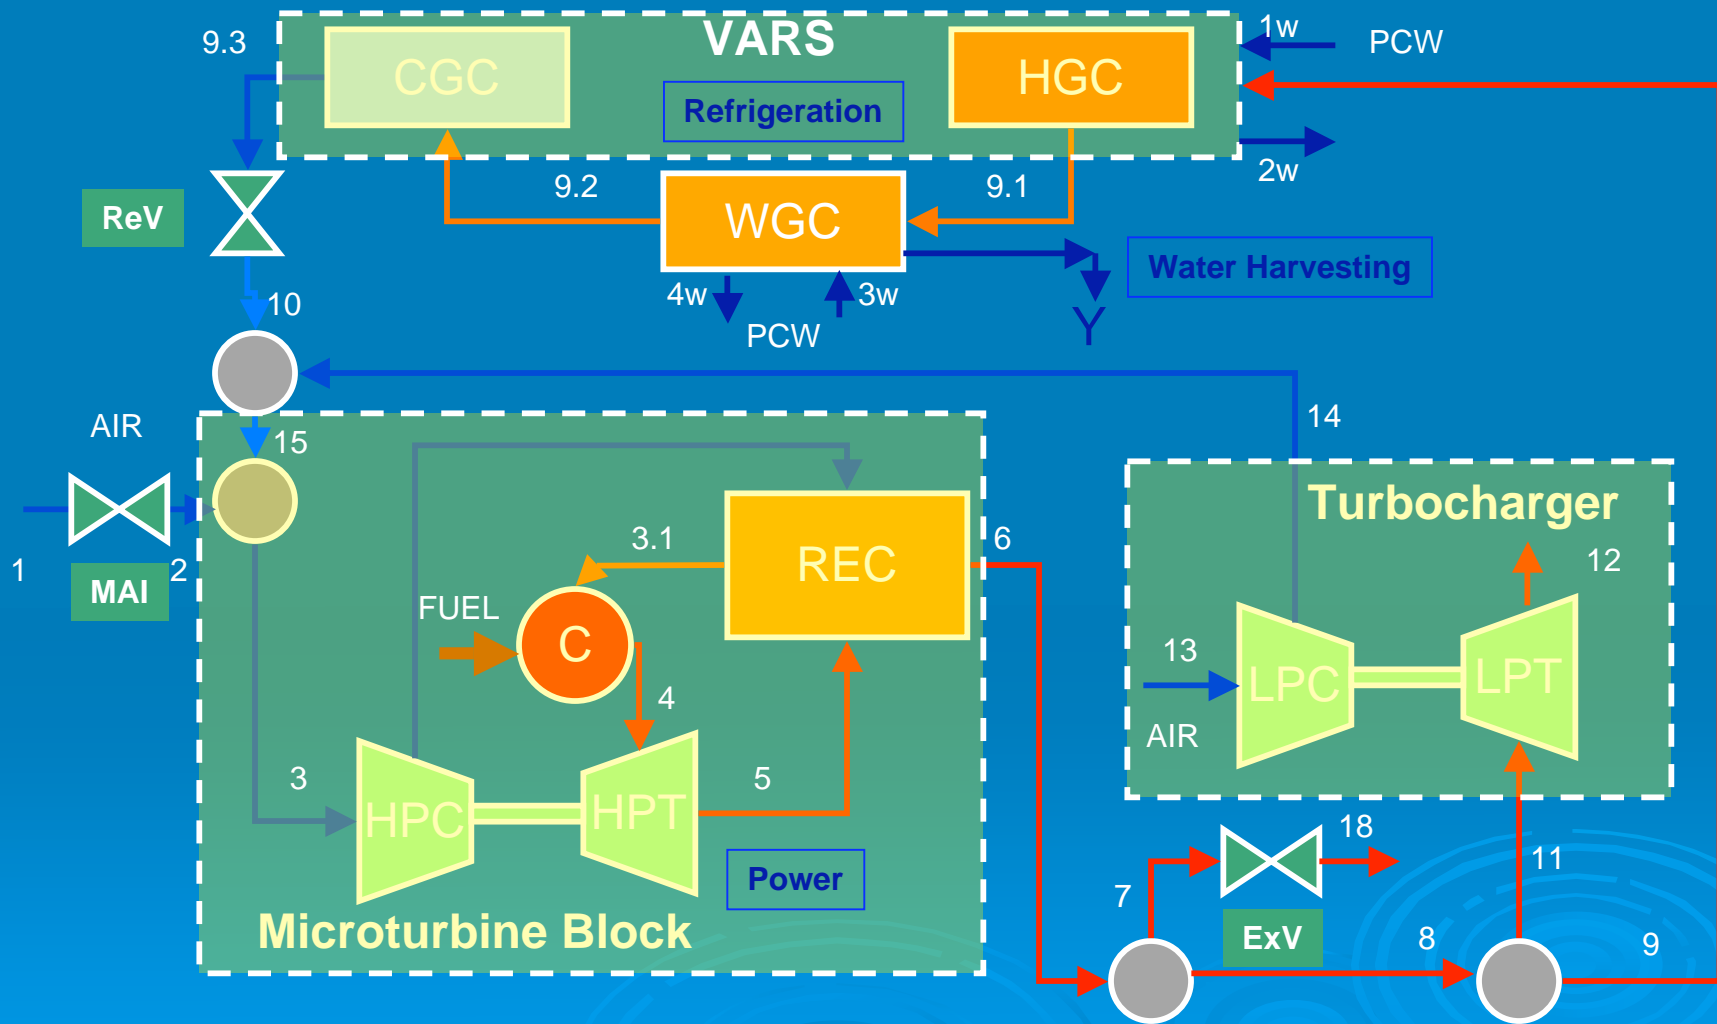 VARS
1w
PCW
9.3
CGC
HGC
Refrigeration
2w
9.2
9.1
ReV
WGC
Water Harvesting
4w
3w
10
PCW
Y
AIR
14
15
Turbocharger
3.1
6
REC
12
1
2
MAI
FUEL
C
13
LPC
LPT
4
AIR
3
5
HPC
HPT
18
11
Power
7
Microturbine Block
ExV
8
9